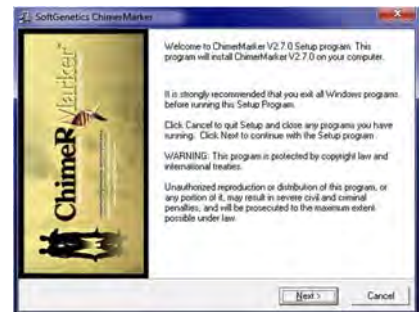 SoftGenetics ChimerMarker
ChimeRMarker
Welcome to ChimerMarker V2.7.0 Setup program. This
program will install ChimerMarker V2.7.0 on your computer.
It is strongly recommended that you exit all Windows programs
before running this Setup Program.
Click Cancel to quit Setup and close any programs you have
running. Click Next to continue with the Setup program.
WARNING: This program is protected by copyright law and
international treaties.
Unauthorized reproduction or distribution of this program, or
any portion of it, may result in severe civil and criminal
penalties, and will be prosecuted to the maximum extent
possible under law.
Next >
Cancel